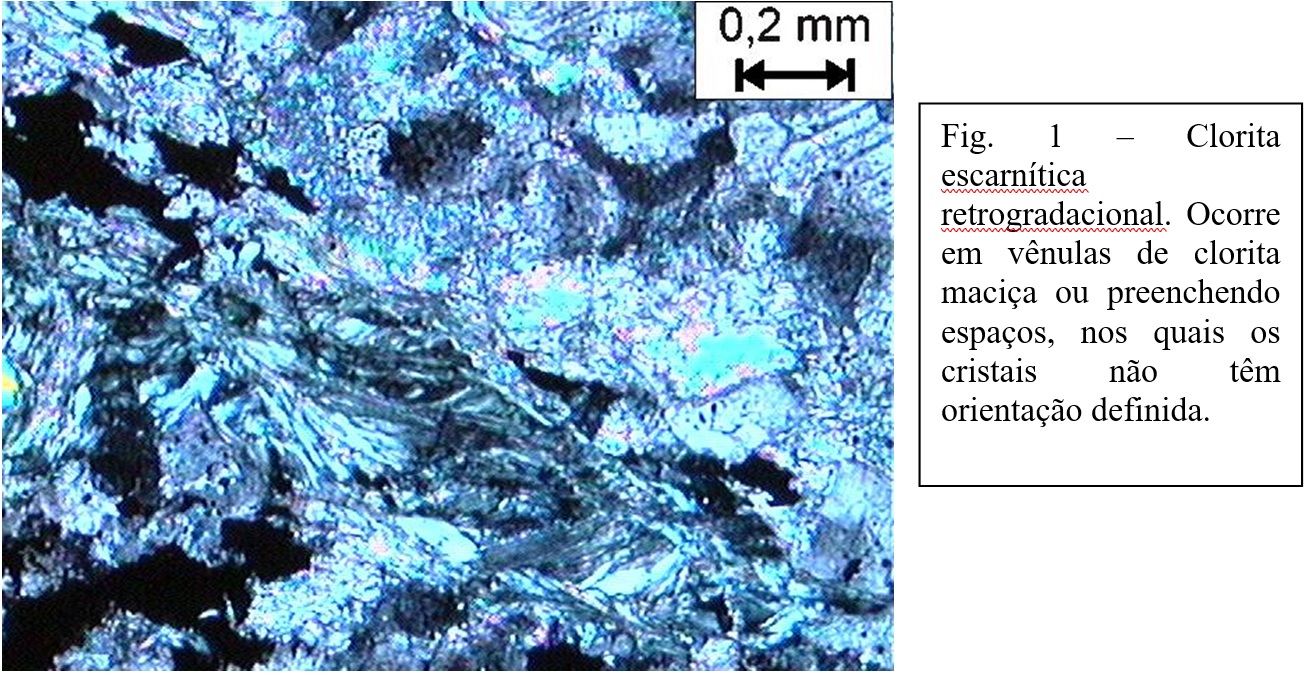 0,2 mm
Fig. 1 – Clorita
escarnítica
retrogradacional. Ocorre
em vênulas de clorita
maciça ou preenchendo
espaços, nos quais os
cristais não têm
orientação definida.